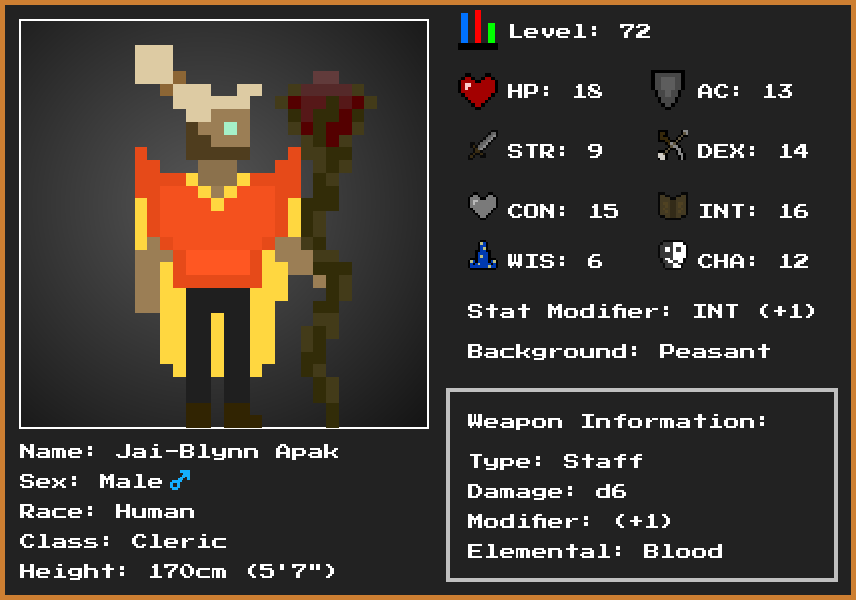 Level: 72
HP: 18
AC: 13
STR: 9
DEX: 14
CON: 15
INT: 16
WIS: 6
CHA: 12
Stat Modifier: INT (+1)
Background: Peasant
Weapon Information:
Type: Staff
Damage: d6
Modifier: (+1)
Elemental: Blood
Name: Jai-Blynn Apak
Sex: Male♂
Race: Human
Class: Cleric
Height: 170cm (5'7")